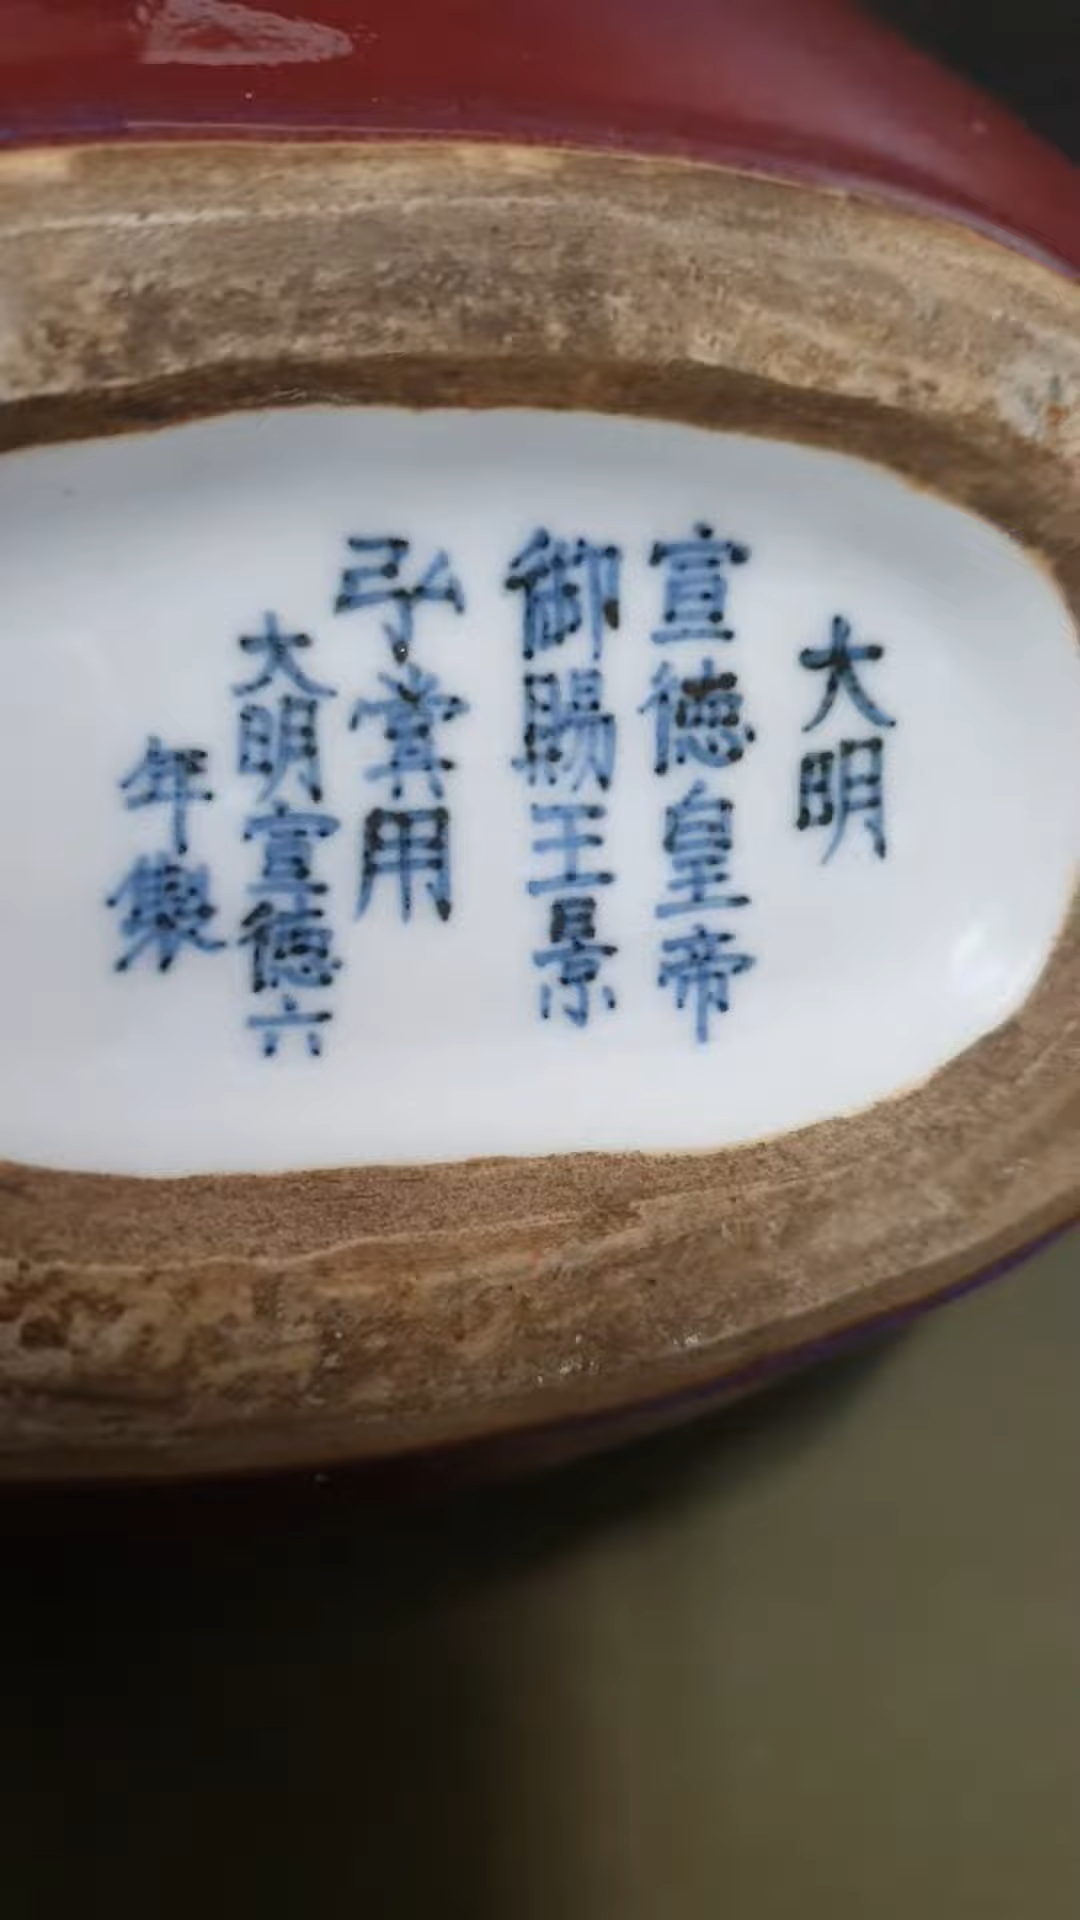 大明
宣德皇帝
御賜王景
弘賞用
大明宣德六
年製